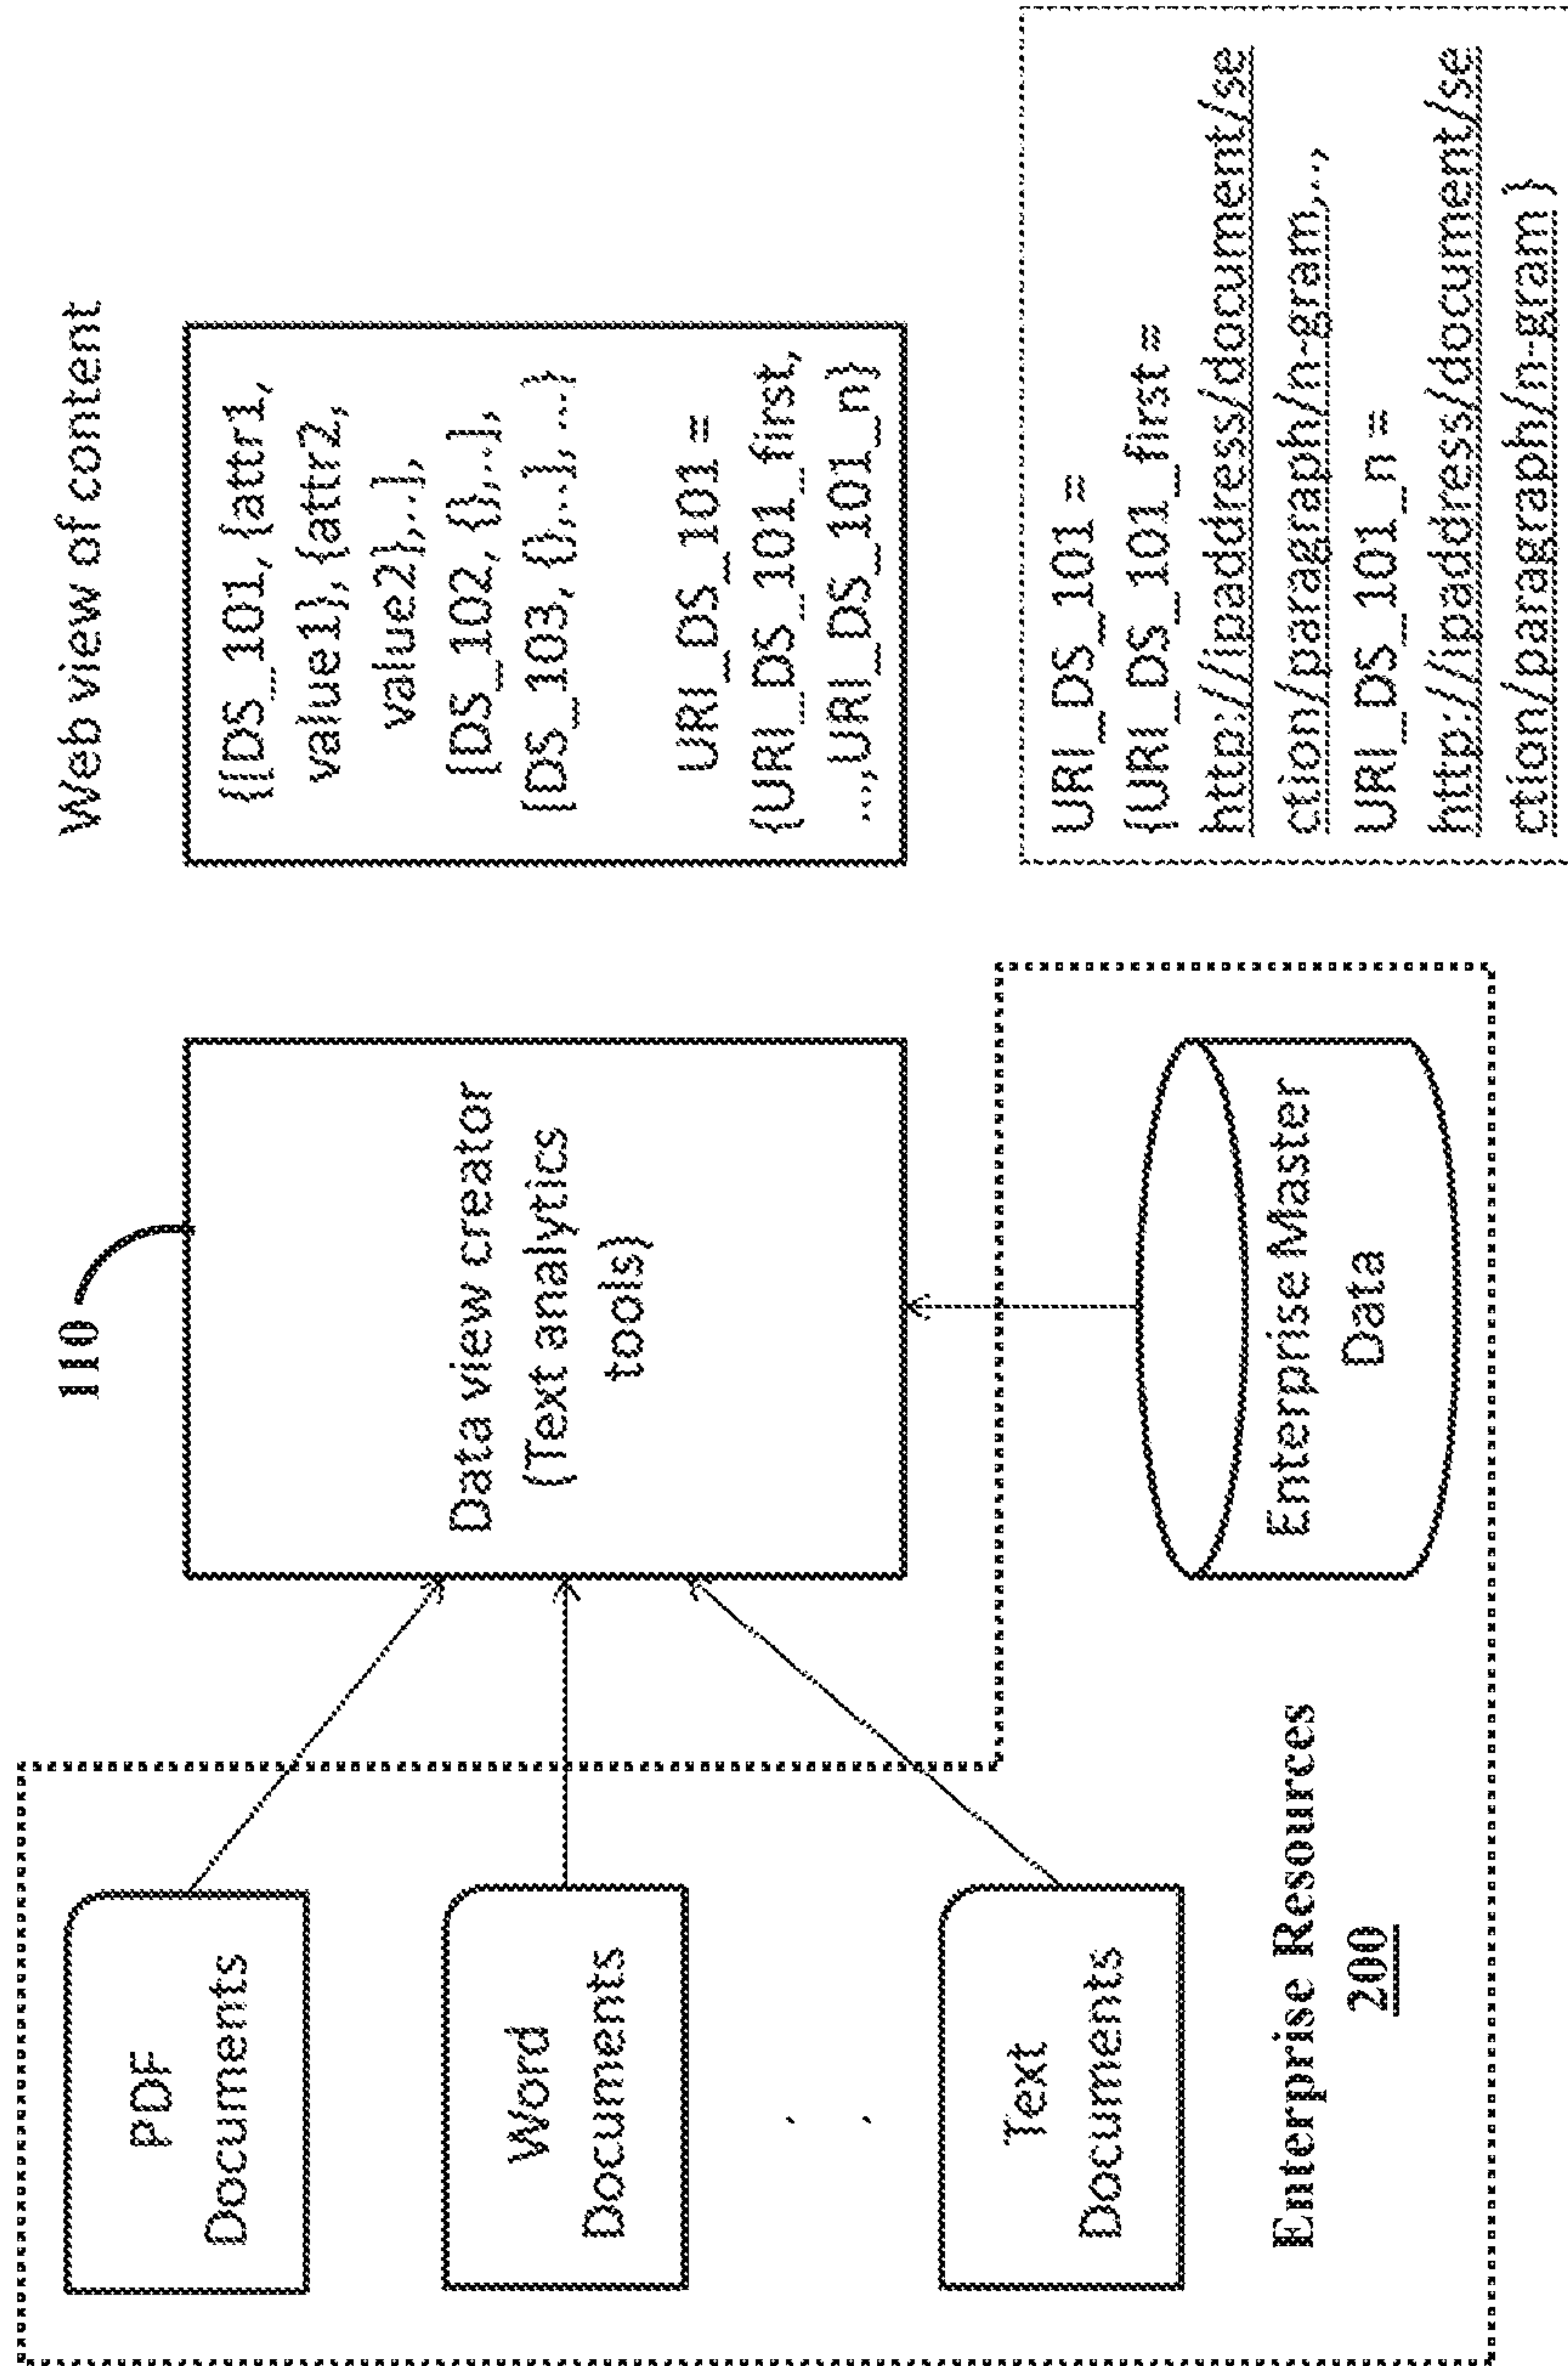 PDF
Documents
Word
Documents
. .
Text
Documents
Enterprise Resources
200
110
Data view creator
(Text analytics
tools)
Enterprise Master
Data
Web view of content
{[DS_101, {attr1,
value1}, {attr2,
value2},..],
[DS_102, {},..],
[DS_103, {},..], ...}
URI_DS_101 =
{URI_DS_101_first,
...,URI_DS_101_n}
URI_DS_101 =
{URI_DS_101_first =
http://ipaddress/document/se
ction/paragraph/n-gram,..,
URI_DS_101_n =
http://ipaddress/document/se
ction/paragraph/n-gram }